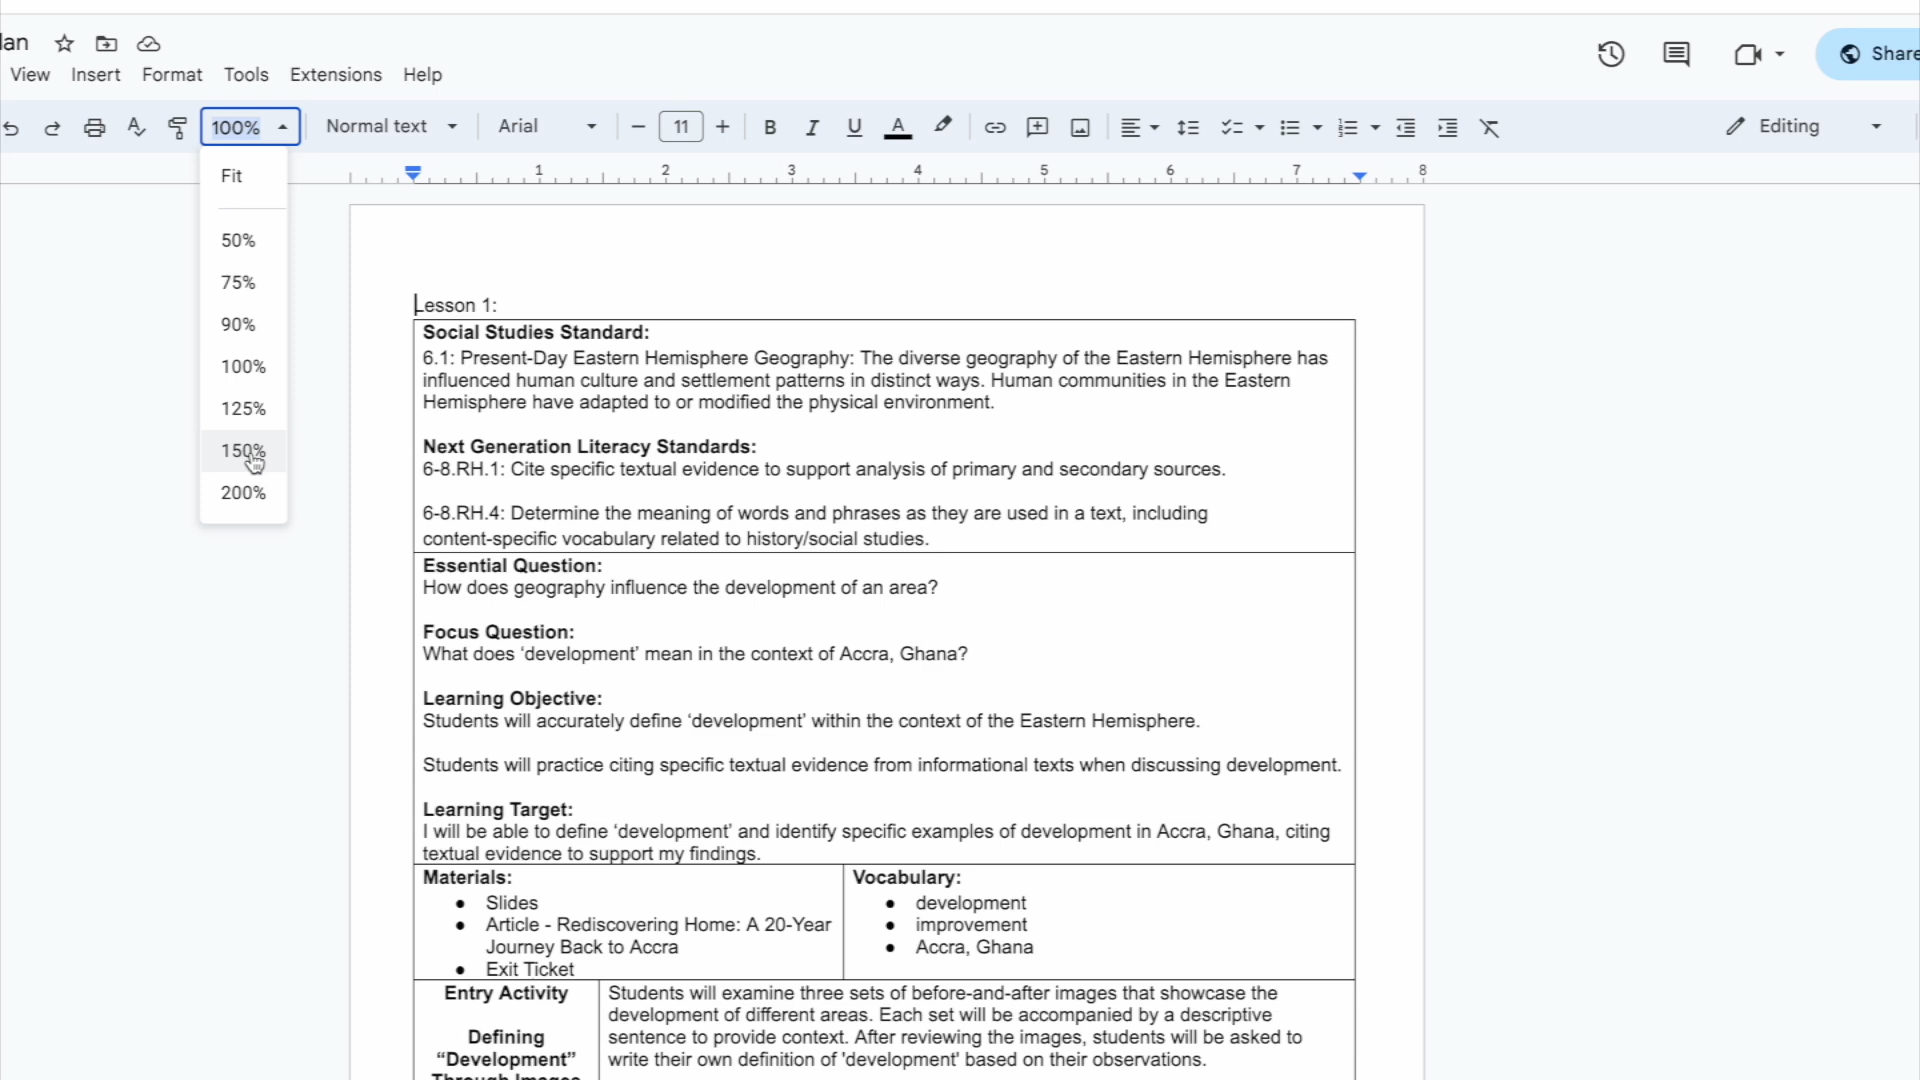 lan
View Insert Format Tools Extensions Help
Share
100% Normal text Arial 11 B I U A Editing
1 2 3 4 5 6 7 8
Fit
50%
75%
90%
100%
125%
150%
200%
Lesson 1:
Social Studies Standard:
6.1: Present-Day Eastern Hemisphere Geography: The diverse geography of the Eastern Hemisphere has
influenced human culture and settlement patterns in distinct ways. Human communities in the Eastern
Hemisphere have adapted to or modified the physical environment.
Next Generation Literacy Standards:
6-8.RH.1: Cite specific textual evidence to support analysis of primary and secondary sources.
6-8.RH.4: Determine the meaning of words and phrases as they are used in a text, including
content-specific vocabulary related to history/social studies.
Essential Question:
How does geography influence the development of an area?
Focus Question:
What does ‘development’ mean in the context of Accra, Ghana?
Learning Objective:
Students will accurately define ‘development’ within the context of the Eastern Hemisphere.
Students will practice citing specific textual evidence from informational texts when discussing development.
Learning Target:
I will be able to define ‘development’ and identify specific examples of development in Accra, Ghana, citing
textual evidence to support my findings.
Materials:
● Slides
● Article - Rediscovering Home: A 20-Year
Journey Back to Accra
● Exit Ticket
Vocabulary:
● development
● improvement
● Accra, Ghana
Entry Activity
Defining
“Development”
Through Images
Students will examine three sets of before-and-after images that showcase the
development of different areas. Each set will be accompanied by a descriptive
sentence to provide context. After reviewing the images, students will be asked to
write their own definition of 'development' based on their observations.